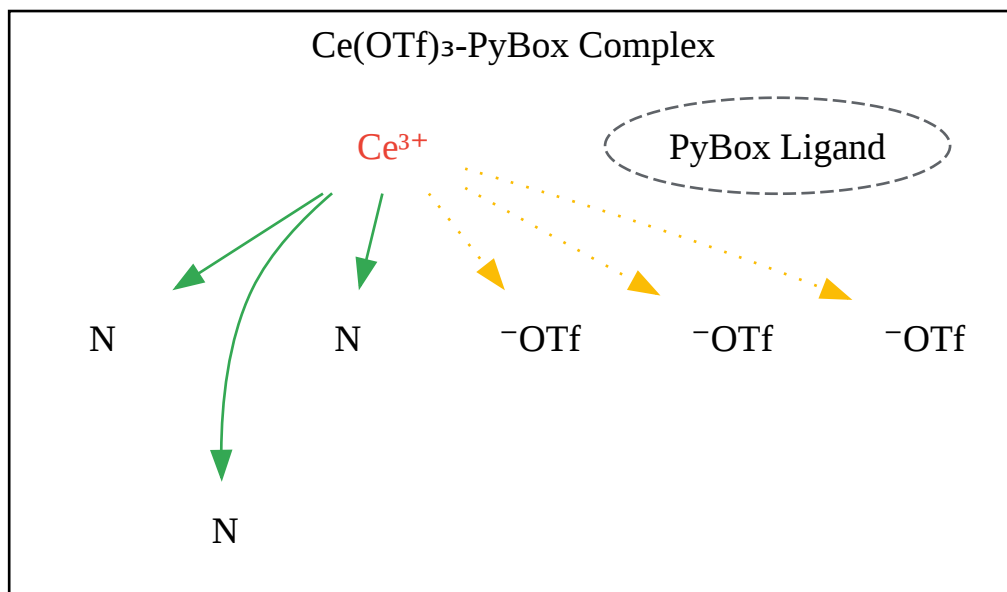 Ce(OTf)₃-PyBox Complex
Ce³⁺
PyBox Ligand
N
N
⁻OTf
⁻OTf
⁻OTf
N